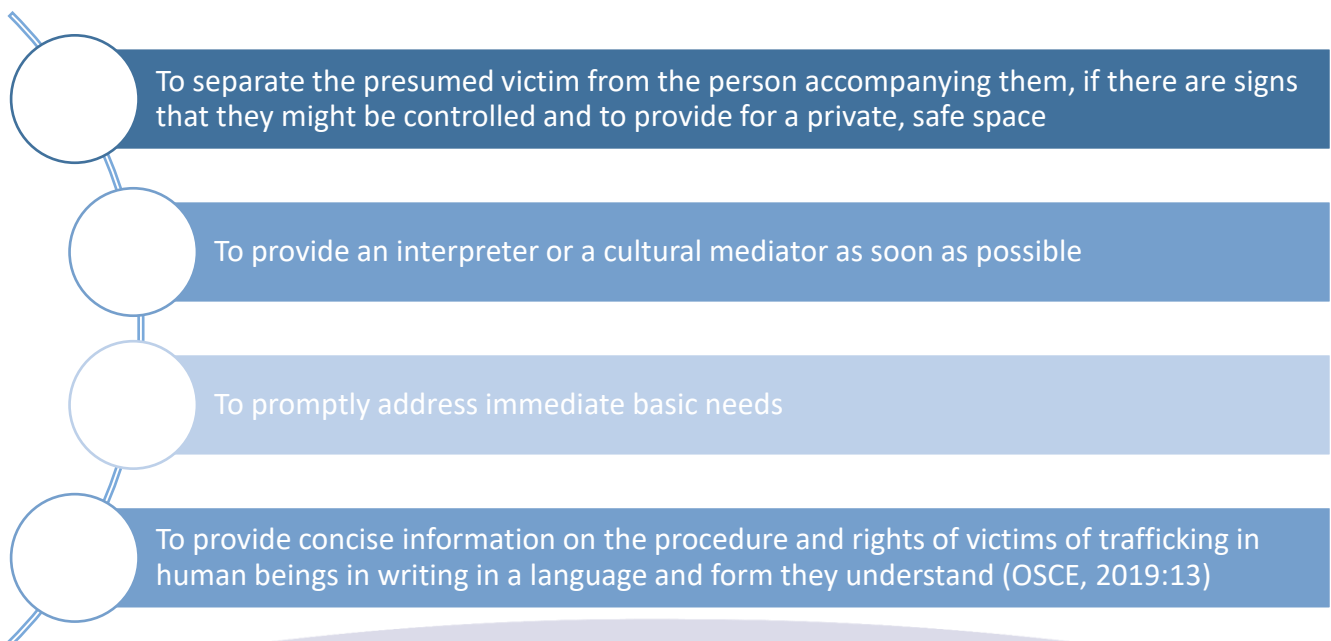 To separate the presumed victim from the person accompanying them, if there are signs
that they might be controlled and to provide for a private, safe space
To provide an interpreter or a cultural mediator as soon as possible
To promptly address immediate basic needs
To provide concise information on the procedure and rights of victims of trafficking in
human beings in writing in a language and form they understand (OSCE, 2019:13)